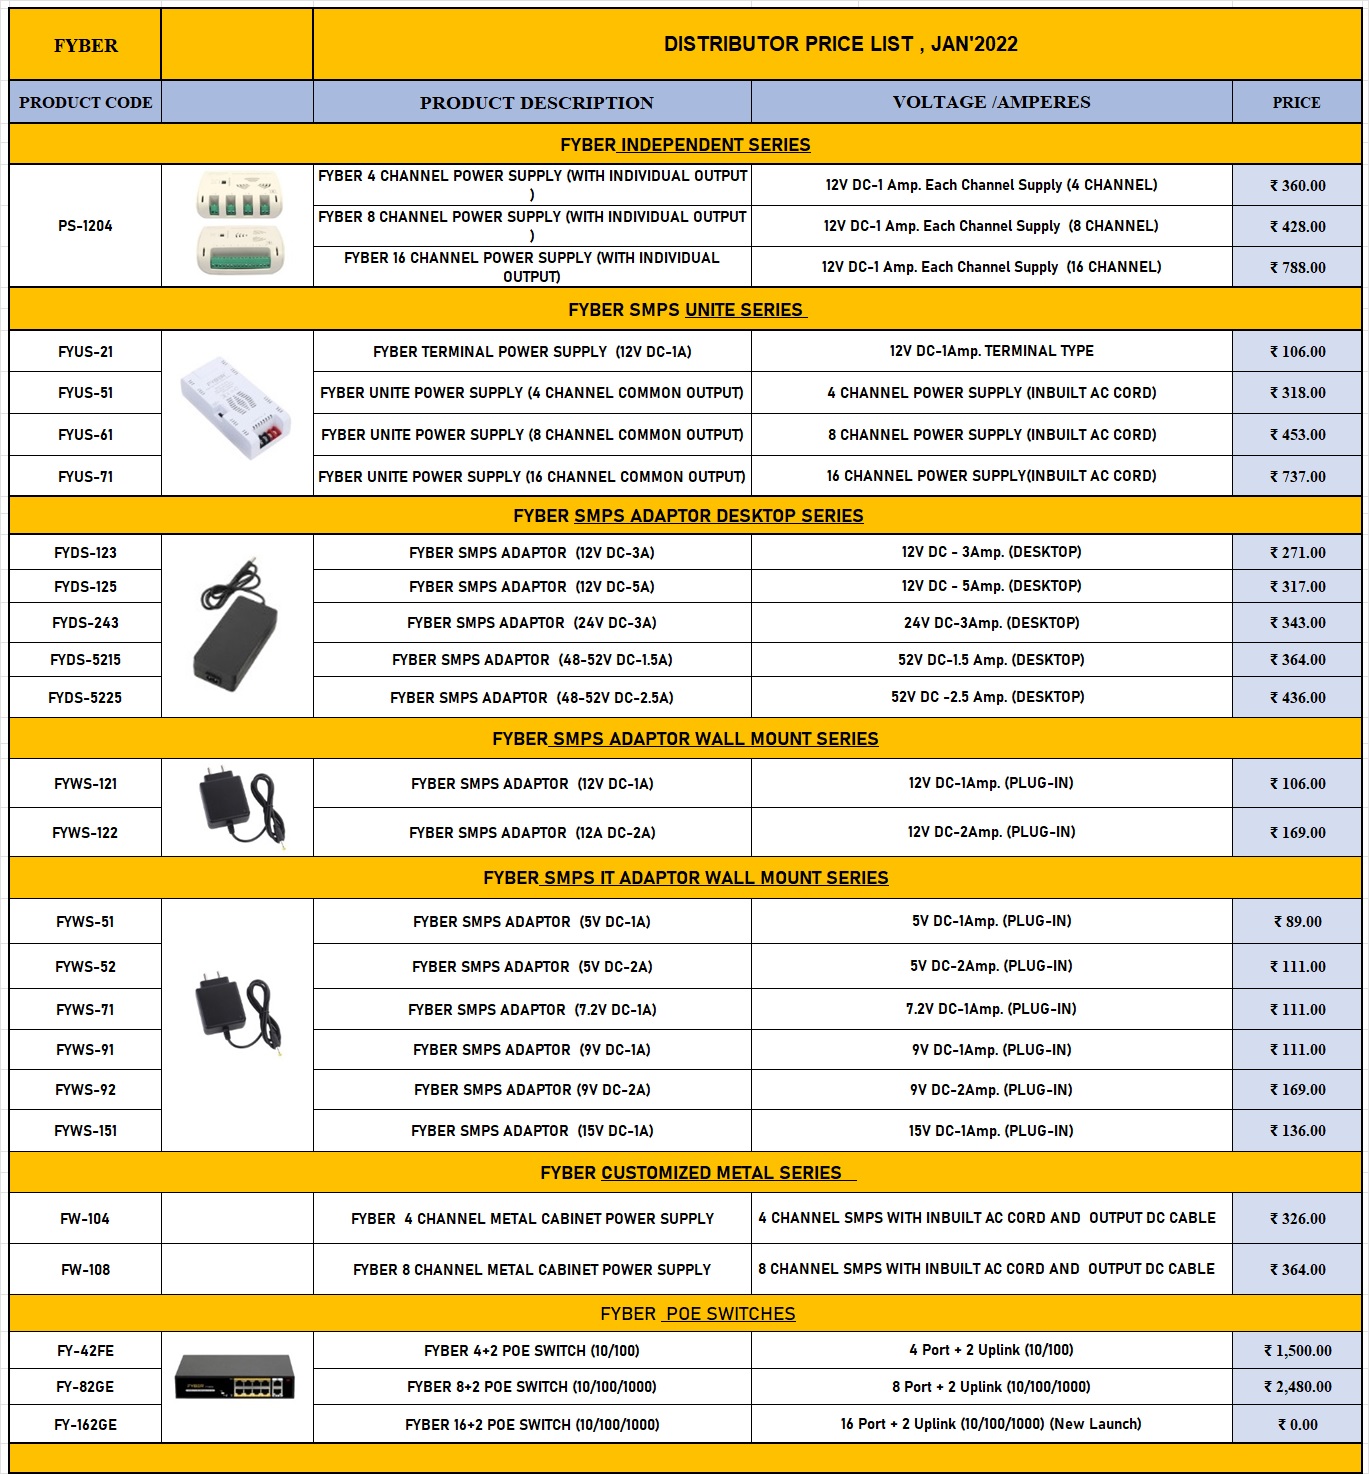 FYBER DISTRIBUTOR PRICE LIST , JAN'2022
PRODUCT CODE PRODUCT DESCRIPTION VOLTAGE /AMPERES PRICE
FYBER INDEPENDENT SERIES
PS-1204
FYBER 4 CHANNEL POWER SUPPLY (WITH INDIVIDUAL OUTPUT
)
12V DC-1 Amp. Each Channel Supply (4 CHANNEL) ₹ 360.00
FYBER 8 CHANNEL POWER SUPPLY (WITH INDIVIDUAL OUTPUT
)
12V DC-1 Amp. Each Channel Supply (8 CHANNEL) ₹ 428.00
FYBER 16 CHANNEL POWER SUPPLY (WITH INDIVIDUAL
OUTPUT)
12V DC-1 Amp. Each Channel Supply (16 CHANNEL) ₹ 788.00
FYBER SMPS UNITE SERIES
FYUS-21 FYBER TERMINAL POWER SUPPLY (12V DC-1A) 12V DC-1Amp. TERMINAL TYPE ₹ 106.00
FYUS-51 FYBER UNITE POWER SUPPLY (4 CHANNEL COMMON OUTPUT) 4 CHANNEL POWER SUPPLY (INBUILT AC CORD) ₹ 318.00
FYUS-61 FYBER UNITE POWER SUPPLY (8 CHANNEL COMMON OUTPUT) 8 CHANNEL POWER SUPPLY (INBUILT AC CORD) ₹ 453.00
FYUS-71 FYBER UNITE POWER SUPPLY (16 CHANNEL COMMON OUTPUT) 16 CHANNEL POWER SUPPLY(INBUILT AC CORD) ₹ 737.00
FYBER SMPS ADAPTOR DESKTOP SERIES
FYDS-123 FYBER SMPS ADAPTOR (12V DC-3A) 12V DC - 3Amp. (DESKTOP) ₹ 271.00
FYDS-125 FYBER SMPS ADAPTOR (12V DC-5A) 12V DC - 5Amp. (DESKTOP) ₹ 317.00
FYDS-243 FYBER SMPS ADAPTOR (24V DC-3A) 24V DC-3Amp. (DESKTOP) ₹ 343.00
FYDS-5215 FYBER SMPS ADAPTOR (48-52V DC-1.5A) 52V DC-1.5 Amp. (DESKTOP) ₹ 364.00
FYDS-5225 FYBER SMPS ADAPTOR (48-52V DC-2.5A) 52V DC -2.5 Amp. (DESKTOP) ₹ 436.00
FYBER SMPS ADAPTOR WALL MOUNT SERIES
FYWS-121 FYBER SMPS ADAPTOR (12V DC-1A) 12V DC-1Amp. (PLUG-IN) ₹ 106.00
FYWS-122 FYBER SMPS ADAPTOR (12A DC-2A) 12V DC-2Amp. (PLUG-IN) ₹ 169.00
FYBER SMPS IT ADAPTOR WALL MOUNT SERIES
FYWS-51 FYBER SMPS ADAPTOR (5V DC-1A) 5V DC-1Amp. (PLUG-IN) ₹ 89.00
FYWS-52 FYBER SMPS ADAPTOR (5V DC-2A) 5V DC-2Amp. (PLUG-IN) ₹ 111.00
FYWS-71 FYBER SMPS ADAPTOR (7.2V DC-1A) 7.2V DC-1Amp. (PLUG-IN) ₹ 111.00
FYWS-91 FYBER SMPS ADAPTOR (9V DC-1A) 9V DC-1Amp. (PLUG-IN) ₹ 111.00
FYWS-92 FYBER SMPS ADAPTOR (9V DC-2A) 9V DC-2Amp. (PLUG-IN) ₹ 169.00
FYWS-151 FYBER SMPS ADAPTOR (15V DC-1A) 15V DC-1Amp. (PLUG-IN) ₹ 136.00
FYBER CUSTOMIZED METAL SERIES
FW-104 FYBER 4 CHANNEL METAL CABINET POWER SUPPLY 4 CHANNEL SMPS WITH INBUILT AC CORD AND OUTPUT DC CABLE ₹ 326.00
FW-108 FYBER 8 CHANNEL METAL CABINET POWER SUPPLY 8 CHANNEL SMPS WITH INBUILT AC CORD AND OUTPUT DC CABLE ₹ 364.00
FYBER POE SWITCHES
FY-42FE FYBER 4+2 POE SWITCH (10/100) 4 Port + 2 Uplink (10/100) ₹ 1,500.00
FY-82GE FYBER 8+2 POE SWITCH (10/100/1000) 8 Port + 2 Uplink (10/100/1000) ₹ 2,480.00
FY-162GE FYBER 16+2 POE SWITCH (10/100/1000) 16 Port + 2 Uplink (10/100/1000) (New Launch) ₹ 0.00